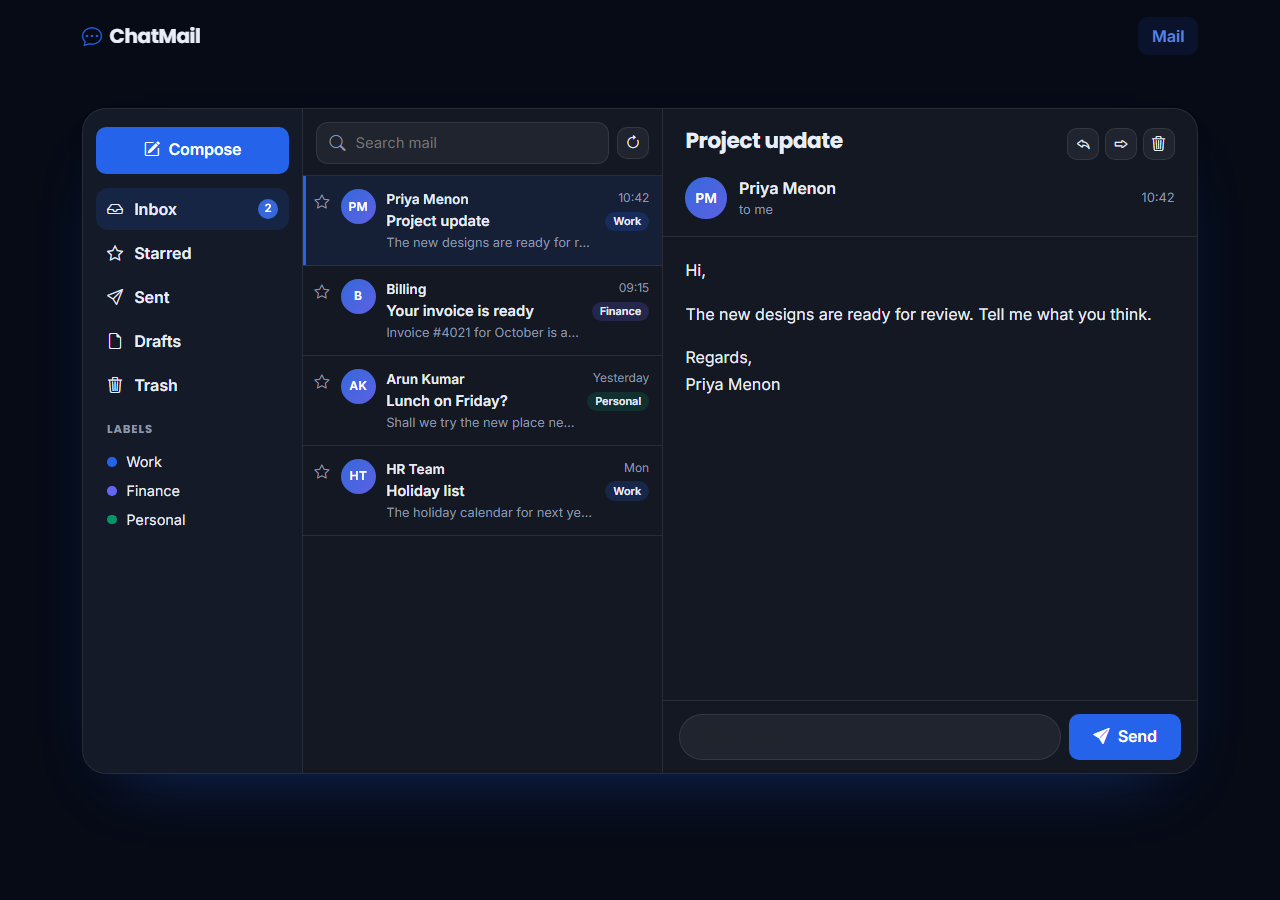 ChatMail
Mail
Compose
Inbox 2
Starred
Sent
Drafts
Trash
LABELS
Work
Finance
Personal
Search mail
PM Priya Menon 10:42
Project update Work
The new designs are ready for r...
B Billing 09:15
Your invoice is ready Finance
Invoice #4021 for October is a...
AK Arun Kumar Yesterday
Lunch on Friday? Personal
Shall we try the new place ne...
HT HR Team Mon
Holiday list Work
The holiday calendar for next ye...
Project update
PM Priya Menon 10:42
to me
Hi,
The new designs are ready for review. Tell me what you think.
Regards,
Priya Menon
Send